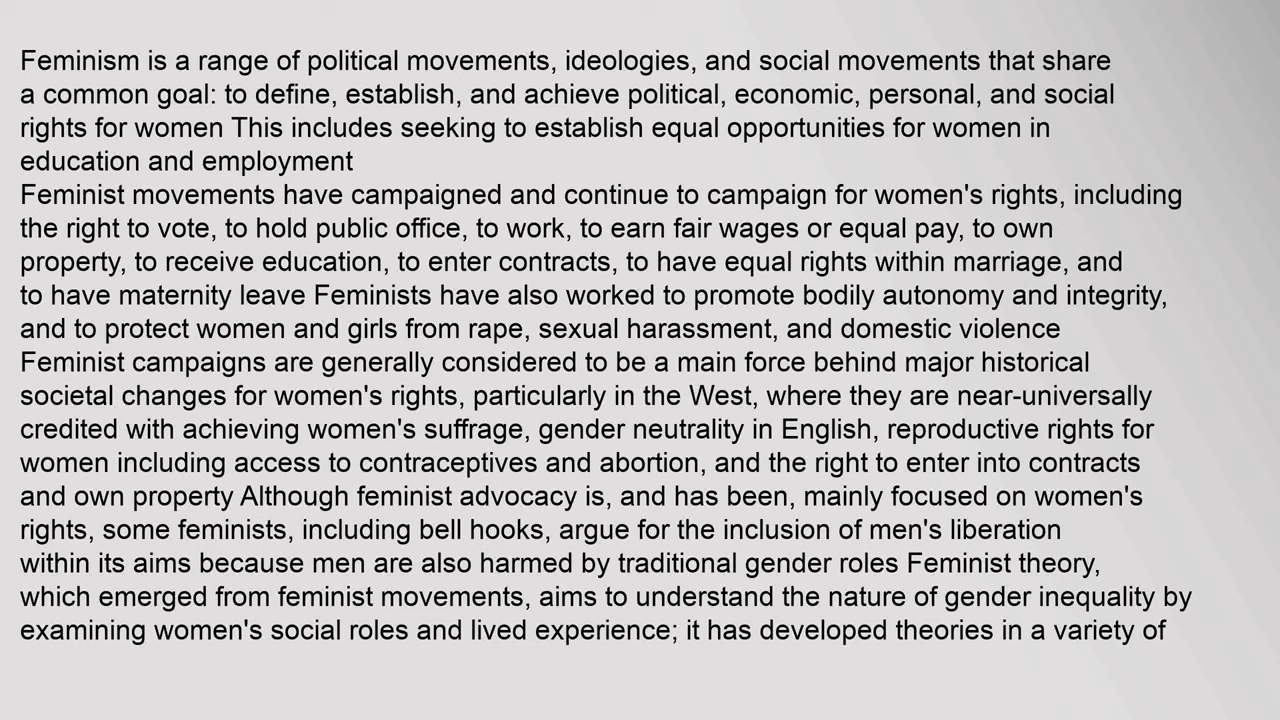 Feminism is a range of political movements, ideologies, and social movements that share
a common goal: to define, establish, and achieve political, economic, personal, and social
rights for women This includes seeking to establish equal opportunities for women in
education and employment
Feminist movements have campaigned and continue to campaign for women's rights, including
the right to vote, to hold public office, to work, to earn fair wages or equal pay, to own
property, to receive education, to enter contracts, to have equal rights within marriage, and
to have maternity leave Feminists have also worked to promote bodily autonomy and integrity,
and to protect women and girls from rape, sexual harassment, and domestic violence
Feminist campaigns are generally considered to be a main force behind major historical
societal changes for women's rights, particularly in the West, where they are near-universally
credited with achieving women's suffrage, gender neutrality in English, reproductive rights for
women including access to contraceptives and abortion, and the right to enter into contracts
and own property Although feminist advocacy is, and has been, mainly focused on women's
rights, some feminists, including bell hooks, argue for the inclusion of men's liberation
within its aims because men are also harmed by traditional gender roles Feminist theory,
which emerged from feminist movements, aims to understand the nature of gender inequality by
examining women's social roles and lived experience; it has developed theories in a variety of